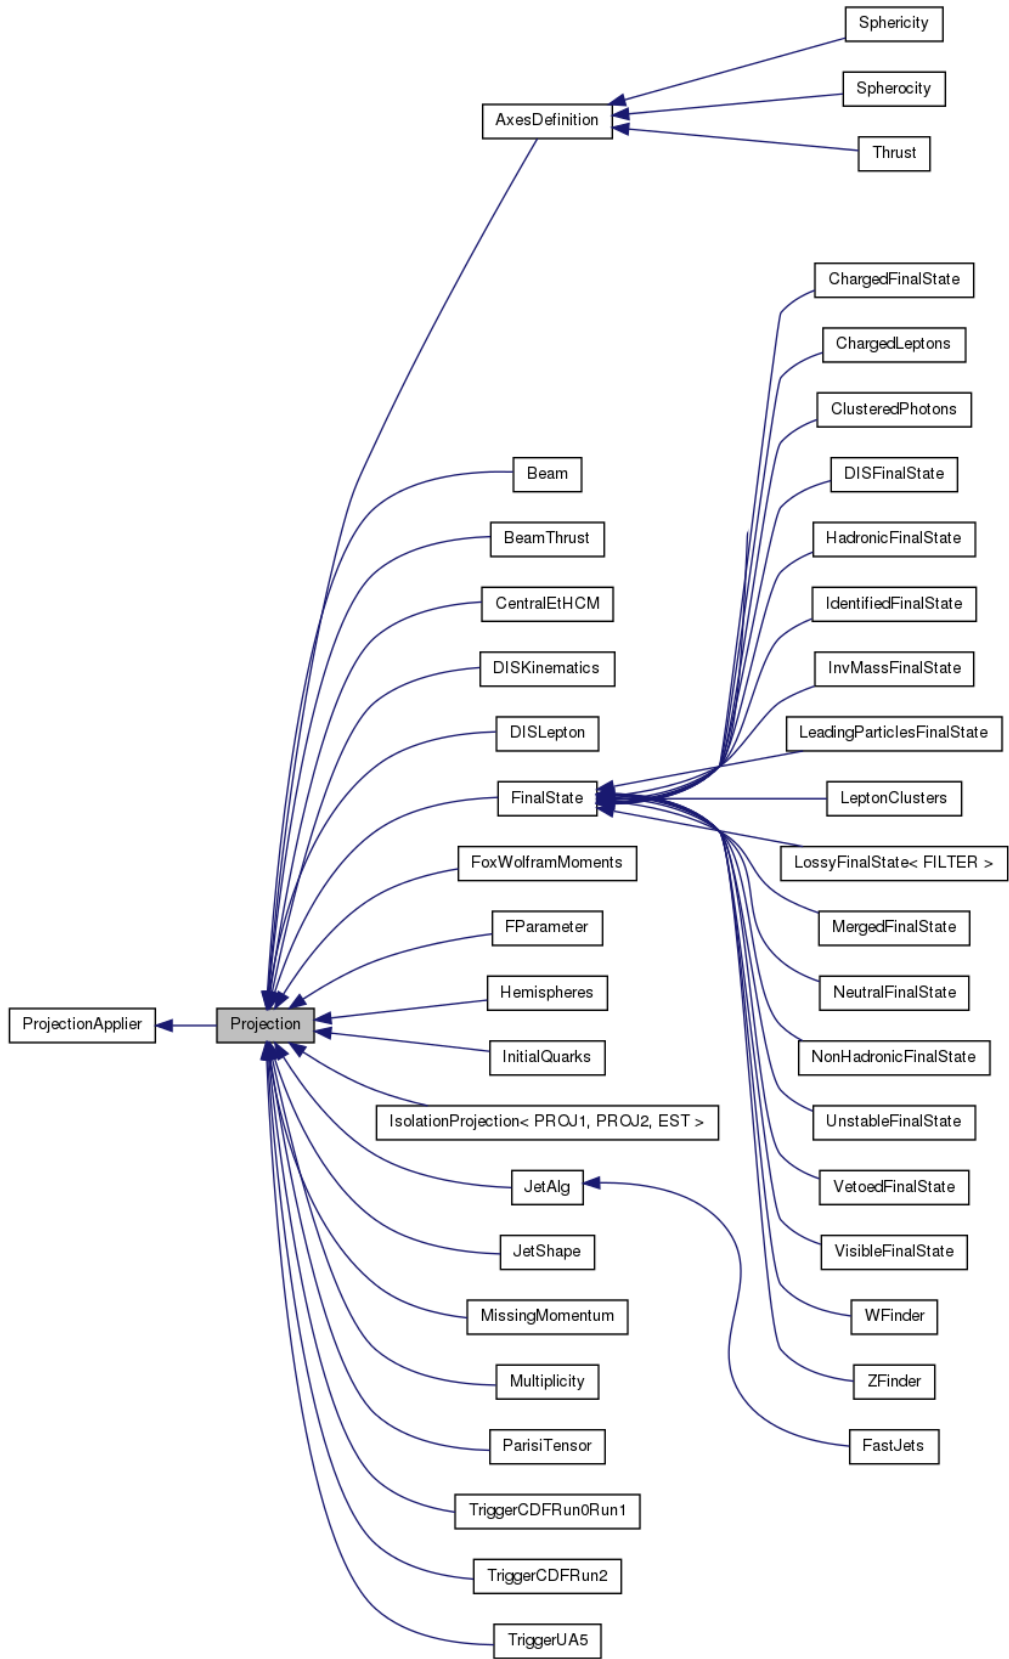 Sphericity
Spherocity
AxesDefinition
Thrust
ChargedFinalState
ChargedLeptons
ClusteredPhotons
Beam
DISFinalState
BeamThrust
HadronicFinalState
CentralEtHCM
IdentifiedFinalState
DISKinematics
InvMassFinalState
DISLepton
LeadingParticlesFinalState
FinalState
LeptonClusters
FoxWolframMoments
LossyFinalState< FILTER >
FParameter
MergedFinalState
Hemispheres
NeutralFinalState
ProjectionApplier
Projection
InitialQuarks
NonHadronicFinalState
IsolationProjection< PROJ1, PROJ2, EST >
UnstableFinalState
JetAlg
VetoedFinalState
JetShape
VisibleFinalState
MissingMomentum
WFinder
Multiplicity
ZFinder
ParisiTensor
FastJets
TriggerCDFRun0Run1
TriggerCDFRun2
TriggerUA5